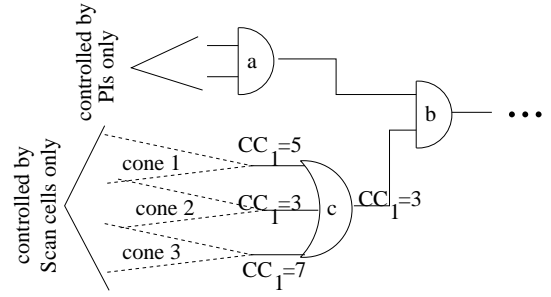 controlled by
PIs only
a
b
...
controlled by
Scan cells only
cone 1
CC1=5
cone 2
CC1=3
c
CC1=3
cone 3
CC1=7